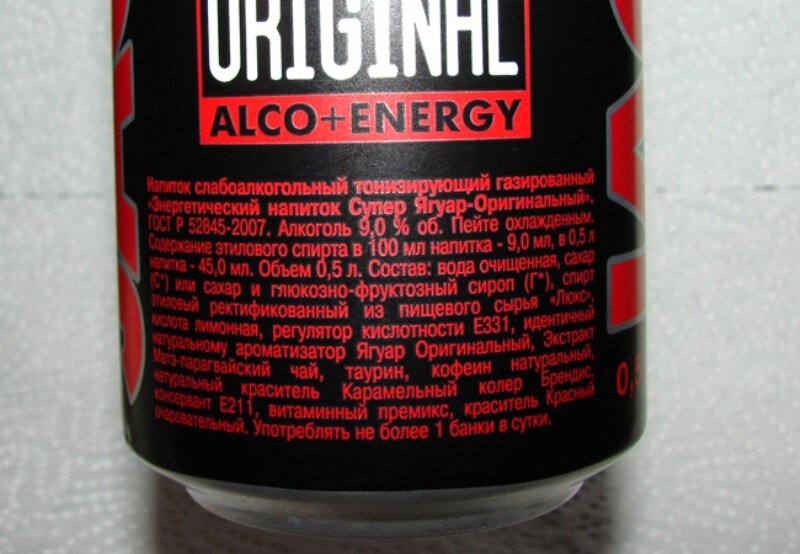 ORIGINAL
ALCO+ENERGY
Напиток слабоалкогольный тонизирующий газированный
«Энергетический напиток Супер Ягуар-Оригинальный».
ГОСТ Р 52845-2007. Алкоголь 9,0 % об. Пейте охлажденным.
Содержание этилового спирта в 100 мл напитка - 9,0 мл, в 0,5 л
напитка - 45,0 мл. Объем 0,5 л. Состав: вода очищенная, сахар
(С*) или сахар и глюкозно-фруктозный сироп (Г*), спирт
этиловый ректификованный из пищевого сырья «Люкс»,
кислота лимонная, регулятор кислотности Е331, идентичный
натуральному ароматизатор Ягуар Оригинальный, Экстракт
Матэ-парагвайский чай, таурин, кофеин натуральный,
натуральный краситель Карамельный колер Брендис,
консервант Е211, витаминный премикс, краситель Красный
очаровательный. Употреблять не более 1 банки в сутки.
0,5